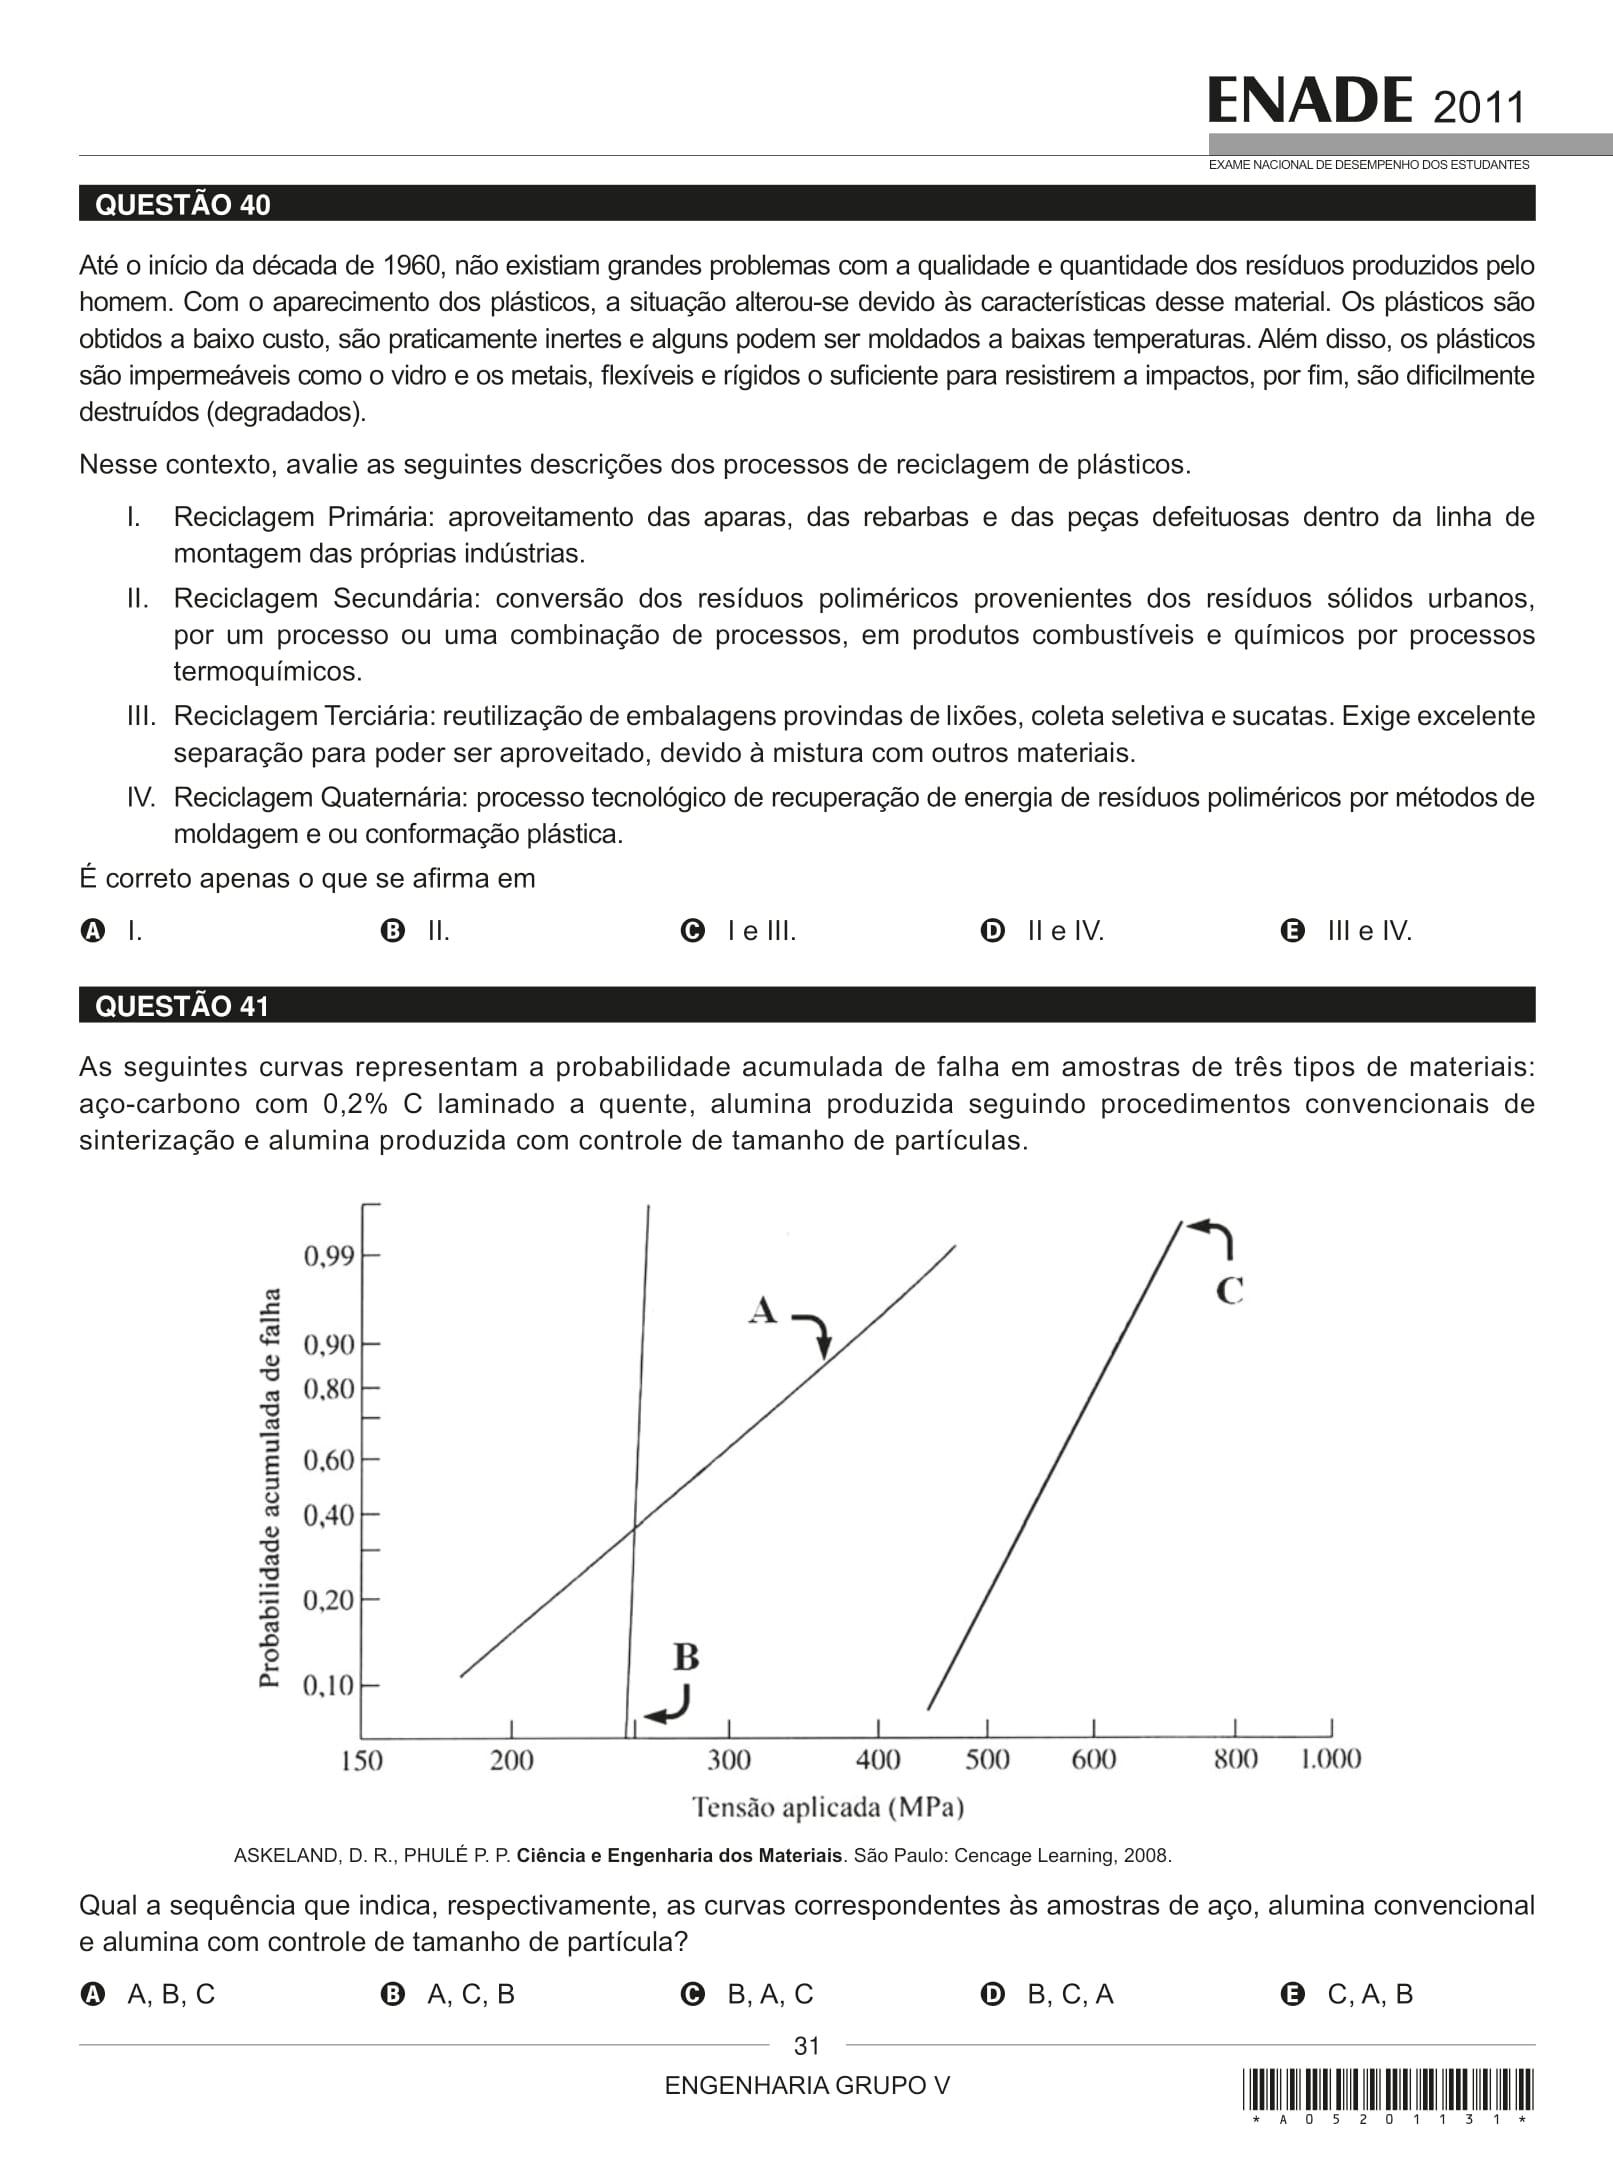 ENADE 2011
EXAME NACIONAL DE DESEMPENHO DOS ESTUDANTES
QUESTÃO 40
Até o início da década de 1960, não existiam grandes problemas com a qualidade e quantidade dos resíduos produzidos pelo
homem. Com o aparecimento dos plásticos, a situação alterou-se devido às características desse material. Os plásticos são
obtidos a baixo custo, são praticamente inertes e alguns podem ser moldados a baixas temperaturas. Além disso, os plásticos
são impermeáveis como o vidro e os metais, flexíveis e rígidos o suficiente para resistirem a impactos, por fim, são dificilmente
destruídos (degradados).
Nesse contexto, avalie as seguintes descrições dos processos de reciclagem de plásticos.
I. Reciclagem Primária: aproveitamento das aparas, das rebarbas e das peças defeituosas dentro da linha de
montagem das próprias indústrias.
II. Reciclagem Secundária: conversão dos resíduos poliméricos provenientes dos resíduos sólidos urbanos,
por um processo ou uma combinação de processos, em produtos combustíveis e químicos por processos
termoquímicos.
III. Reciclagem Terciária: reutilização de embalagens provindas de lixões, coleta seletiva e sucatas. Exige excelente
separação para poder ser aproveitado, devido à mistura com outros materiais.
IV. Reciclagem Quaternária: processo tecnológico de recuperação de energia de resíduos poliméricos por métodos de
moldagem e ou conformação plástica.
É correto apenas o que se afirma em
A I. B II. C I e III. D II e IV. E III e IV.
QUESTÃO 41
As seguintes curvas representam a probabilidade acumulada de falha em amostras de três tipos de materiais:
aço-carbono com 0,2% C laminado a quente, alumina produzida seguindo procedimentos convencionais de
sinterização e alumina produzida com controle de tamanho de partículas.
Probabilidade acumulada de falha
0,99
0,90
0,80
0,60
0,40
0,20
0,10
A
B
C
150 200 300 400 500 600 800 1.000
Tensão aplicada (MPa)
ASKELAND, D. R., PHULÉ P. P. Ciência e Engenharia dos Materiais. São Paulo: Cencage Learning, 2008.
Qual a sequência que indica, respectivamente, as curvas correspondentes às amostras de aço, alumina convencional
e alumina com controle de tamanho de partícula?
A A, B, C B A, C, B C B, A, C D B, C, A E C, A, B
31
ENGENHARIA GRUPO V
* A 0 5 2 0 1 1 3 1 *